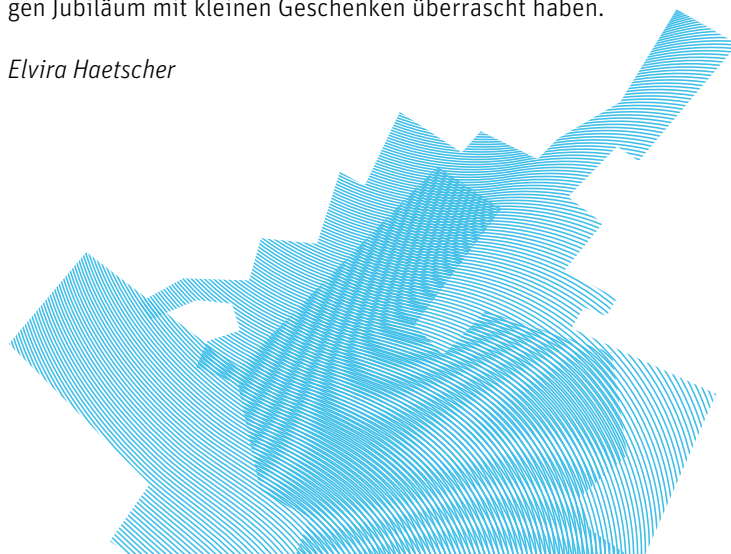 gen Jubiläum mit kleinen Geschenken überrascht haben.
Elvira Haetscher